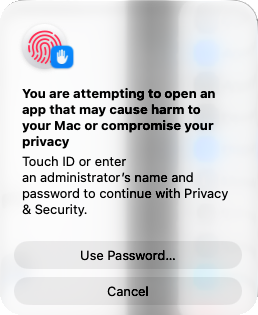 You are attempting to open an
app that may cause harm to
your Mac or compromise your
privacy
Touch ID or enter
an administrator's name and
password to continue with Privacy
& Security.
Use Password...
Cancel